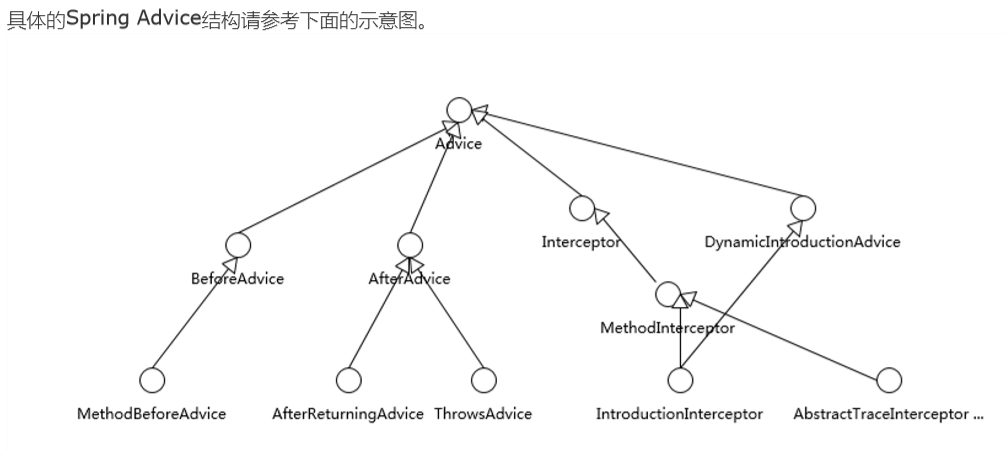 具体的Spring Advice结构请参考下面的示意图。
Advice
Interceptor
DynamicIntroductionAdvice
BeforeAdvice
AfterAdvice
MethodInterceptor
MethodBeforeAdvice
AfterReturningAdvice
ThrowsAdvice
IntroductionInterceptor
AbstractTraceInterceptor ...